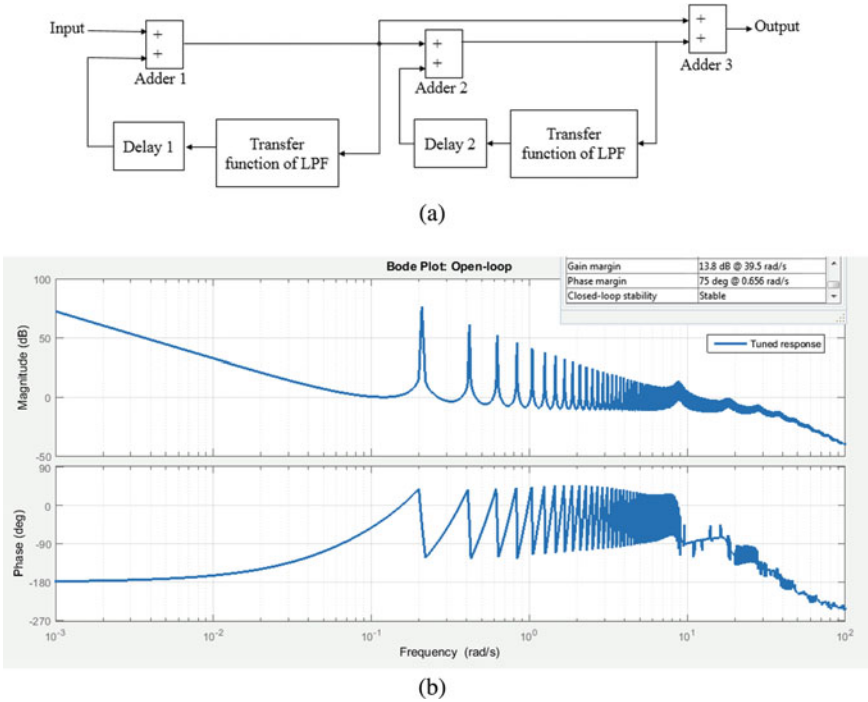 Input
+
+
Adder 1
+
+
Adder 2
+
+
Adder 3
Output
Delay 1
Transfer
function of LPF
Delay 2
Transfer
function of LPF
(a)
Bode Plot: Open-loop
Gain margin 13.8 dB @ 39.5 rad/s
Phase margin 75 deg @ 0.656 rad/s
Closed-loop stability Stable
Tuned response
Magnitude (dB)
100
50
0
-50
Phase (deg)
90
0
-90
-180
-270
10^-3
10^-2
10^-1
10^0
10^1
10^2
Frequency (rad/s)
(b)